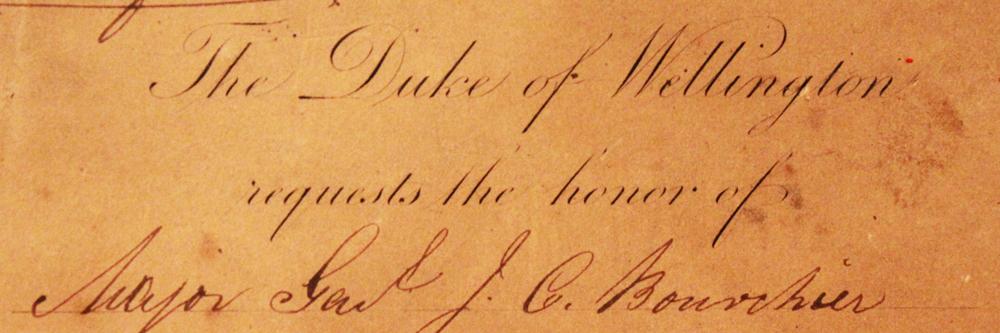 The Duke of Wellington
requests the honor of
Major Genl J. C. Bourchier